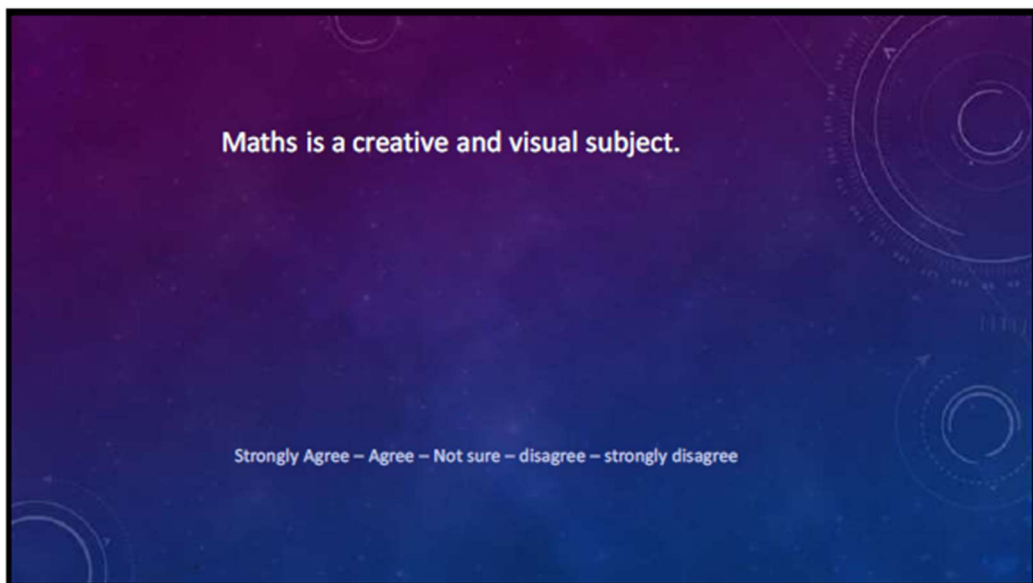 Maths is a creative and visual subject.
Strongly Agree – Agree – Not sure – disagree – strongly disagree